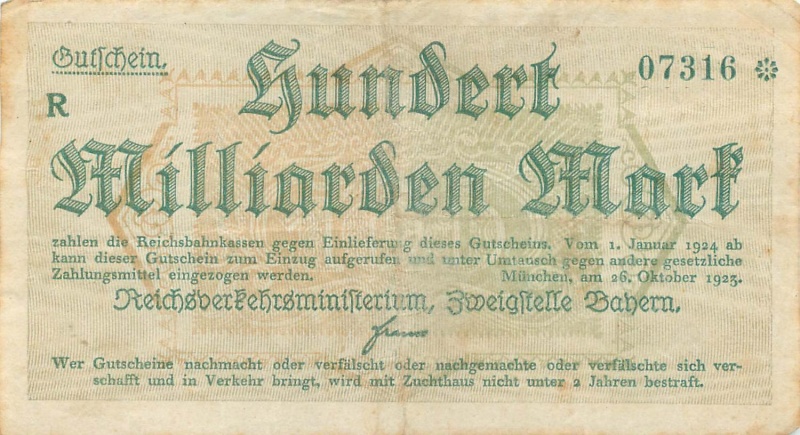 Gutschein.
Hundert
07316 *
R
Milliarden Mark
zahlen die Reichsbahnkassen gegen Einlieferung dieses Gutscheins. Vom 1. Januar 1924 ab
kann dieser Gutschein zum Einzug aufgerufen und unter Umtausch gegen andere gesetzliche
Zahlungsmittel eingezogen werden. München, am 26. Oktober 1923.
Reichsverkehrsministerium, Zweigstelle Bayern.
Wer Gutscheine nachmacht oder verfälscht oder nachgemachte oder verfälschte sich ver-
schafft und in Verkehr bringt, wird mit Zuchthaus nicht unter 2 Jahren bestraft.